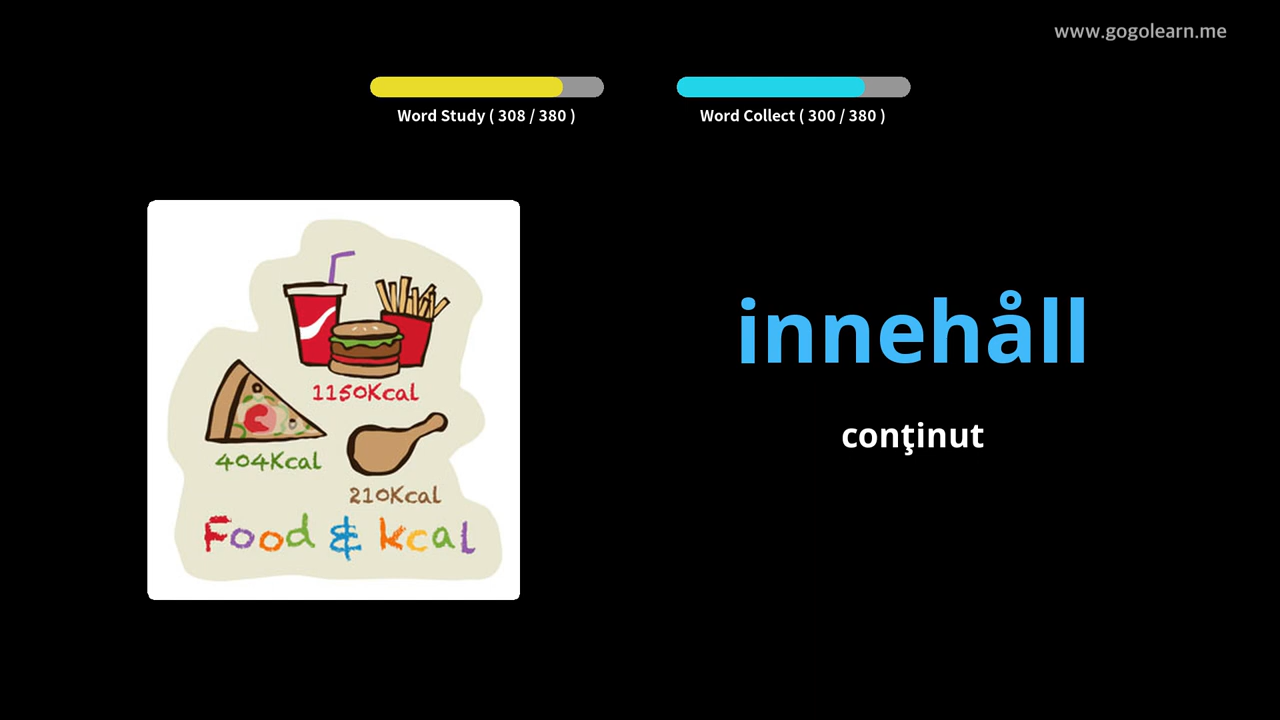 www.gogolearn.me
Word Study ( 308 / 380 )
Word Collect ( 300 / 380 )
1150Kcal
404Kcal
210Kcal
Food & kcal
innehåll
conţinut